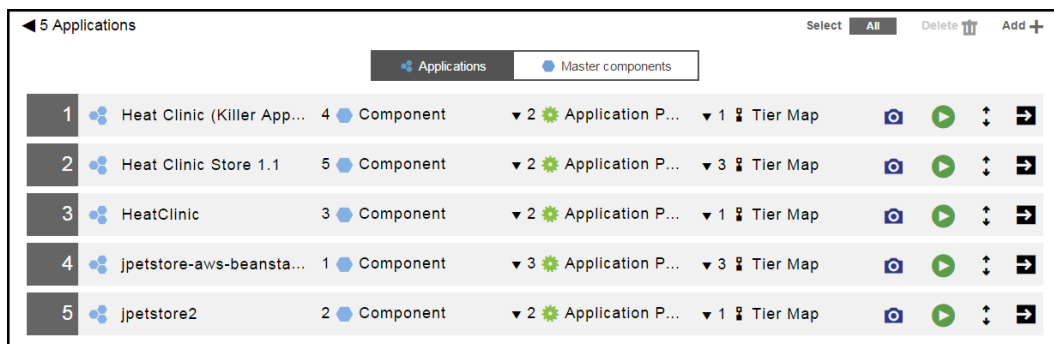 ◀ 5 Applications Select All Delete Add +
Applications Master components
1 Heat Clinic (Killer App... 4 Component ▼ 2 Application P... ▼ 1 Tier Map
2 Heat Clinic Store 1.1 5 Component ▼ 2 Application P... ▼ 3 Tier Map
3 HeatClinic 3 Component ▼ 2 Application P... ▼ 1 Tier Map
4 jpetstore-aws-beansta... 1 Component ▼ 3 Application P... ▼ 3 Tier Map
5 jpetstore2 2 Component ▼ 2 Application P... ▼ 1 Tier Map